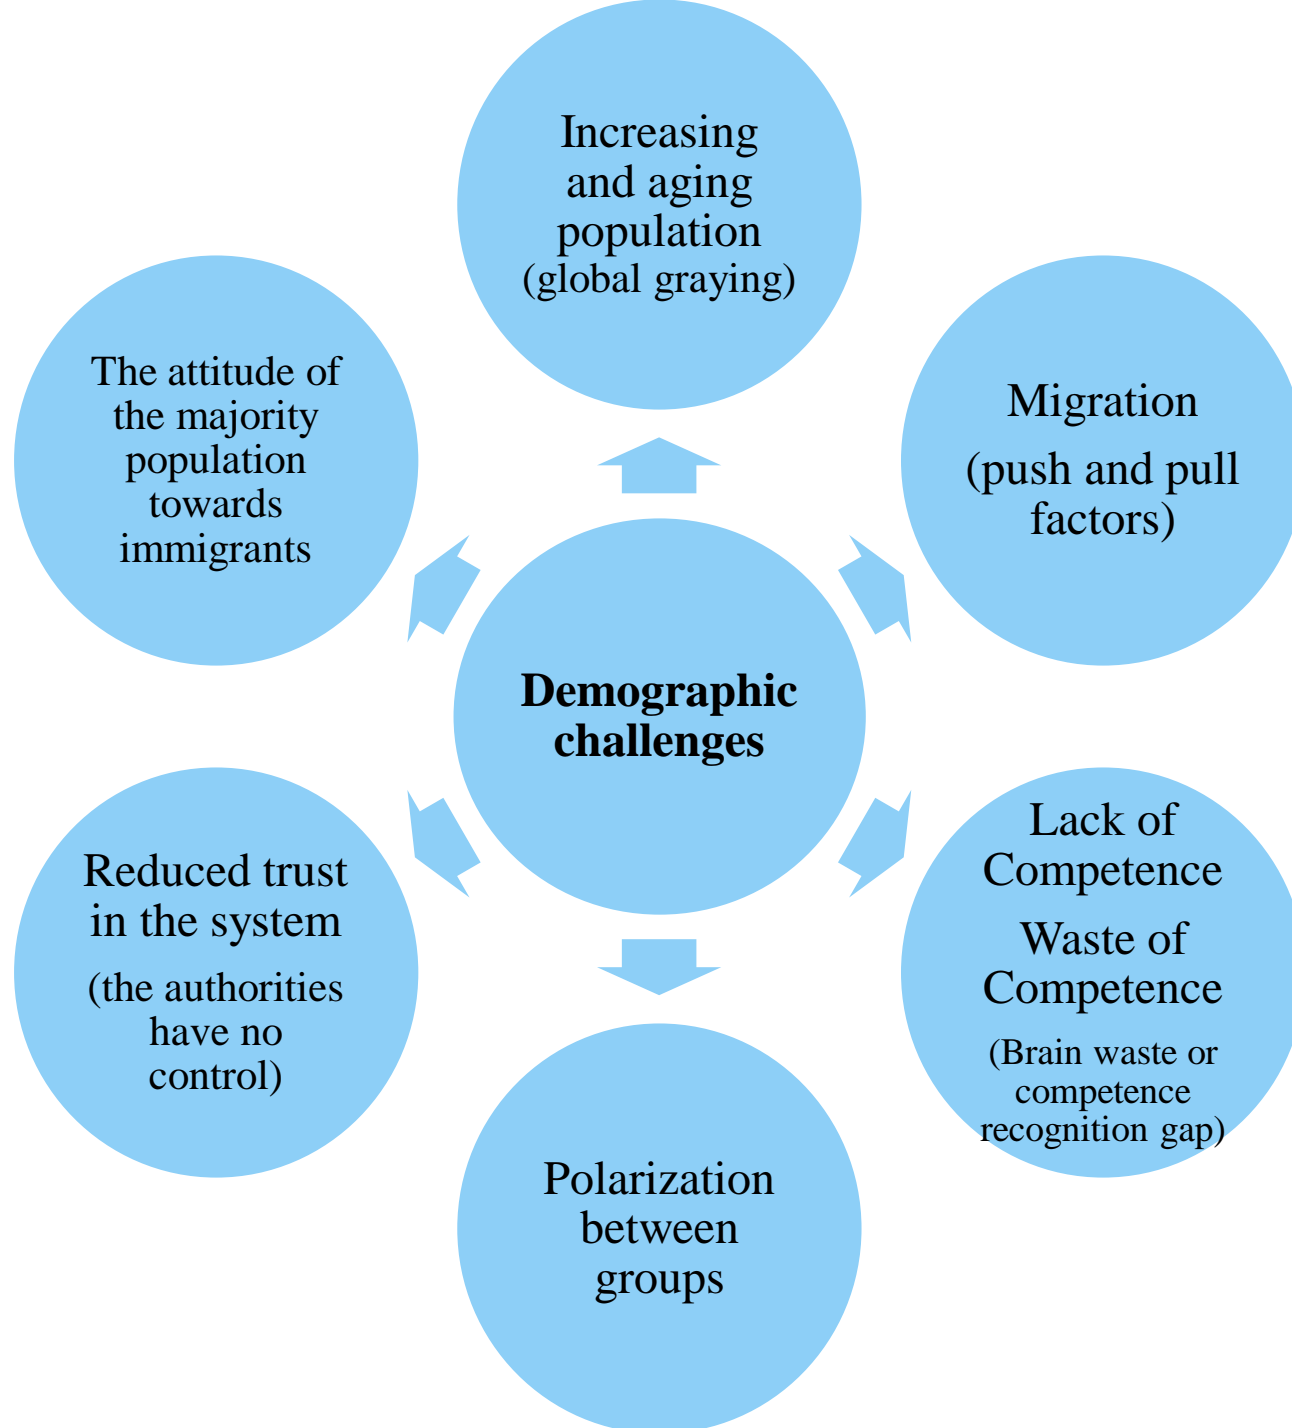 Increasing
and aging
population
(global graying)
The attitude of
the majority
population
towards
immigrants
Migration
(push and pull
factors)
Demographic
challenges
Reduced trust
in the system
(the authorities
have no
control)
Lack of
Competence
Waste of
Competence
(Brain waste or
competence
recognition gap)
Polarization
between
groups